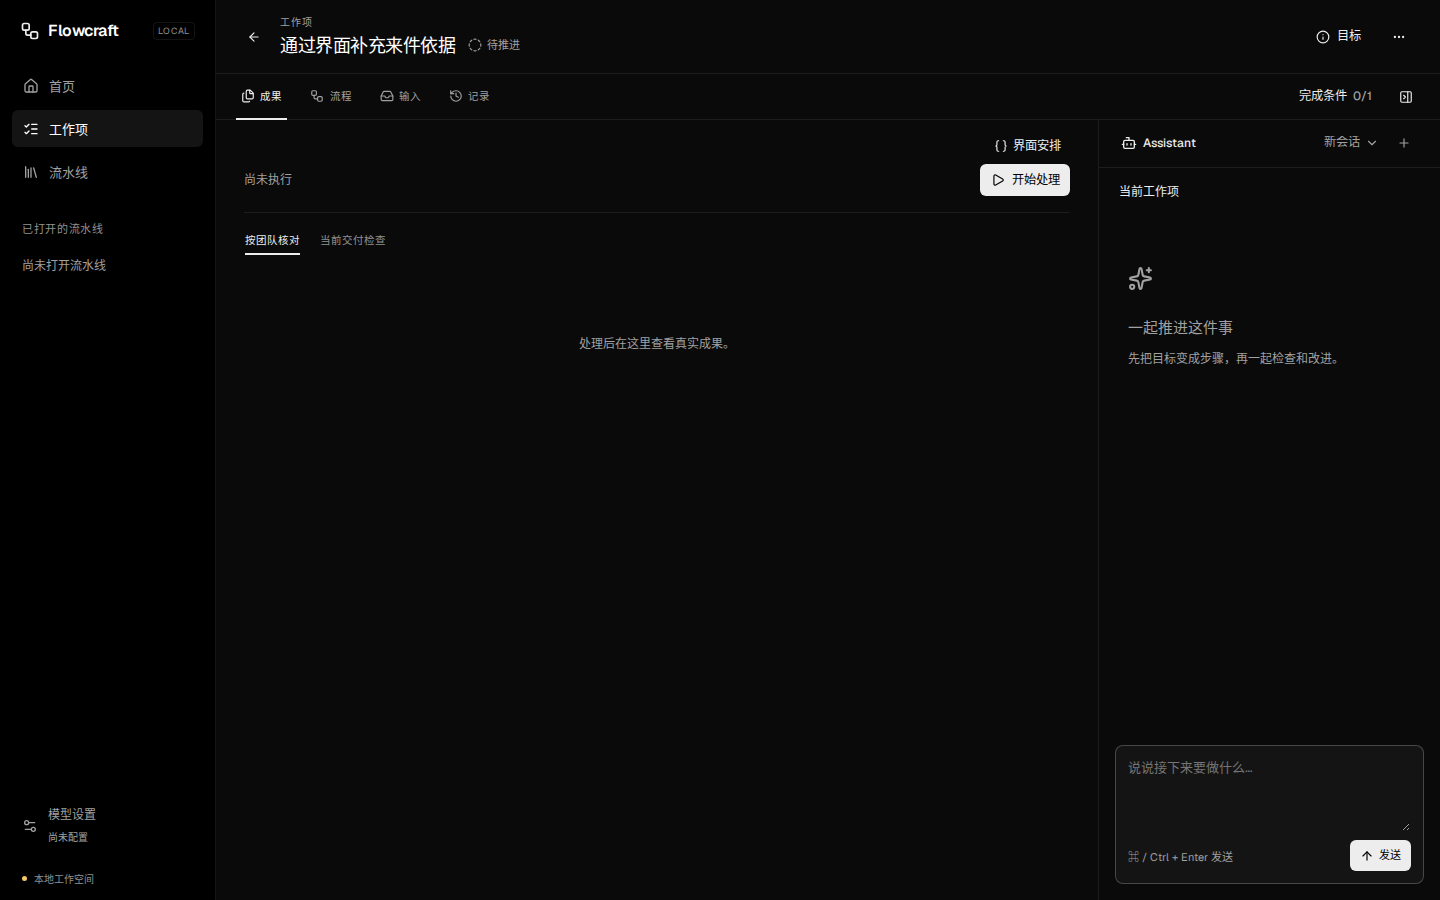 Flowcraft
LOCAL
首页
工作项
流水线
已打开的流水线
尚未打开流水线
模型设置
尚未配置
本地工作空间
工作项
通过界面补充来件依据
待推进
目标
成果
流程
输入
记录
完成条件 0/1
{ } 界面安排
尚未执行
开始处理
按团队核对
当前交付检查
处理后在这里查看真实成果。
Assistant
新会话
当前工作项
一起推进这件事
先把目标变成步骤，再一起检查和改进。
说说接下来要做什么...
⌘ / Ctrl + Enter 发送
发送